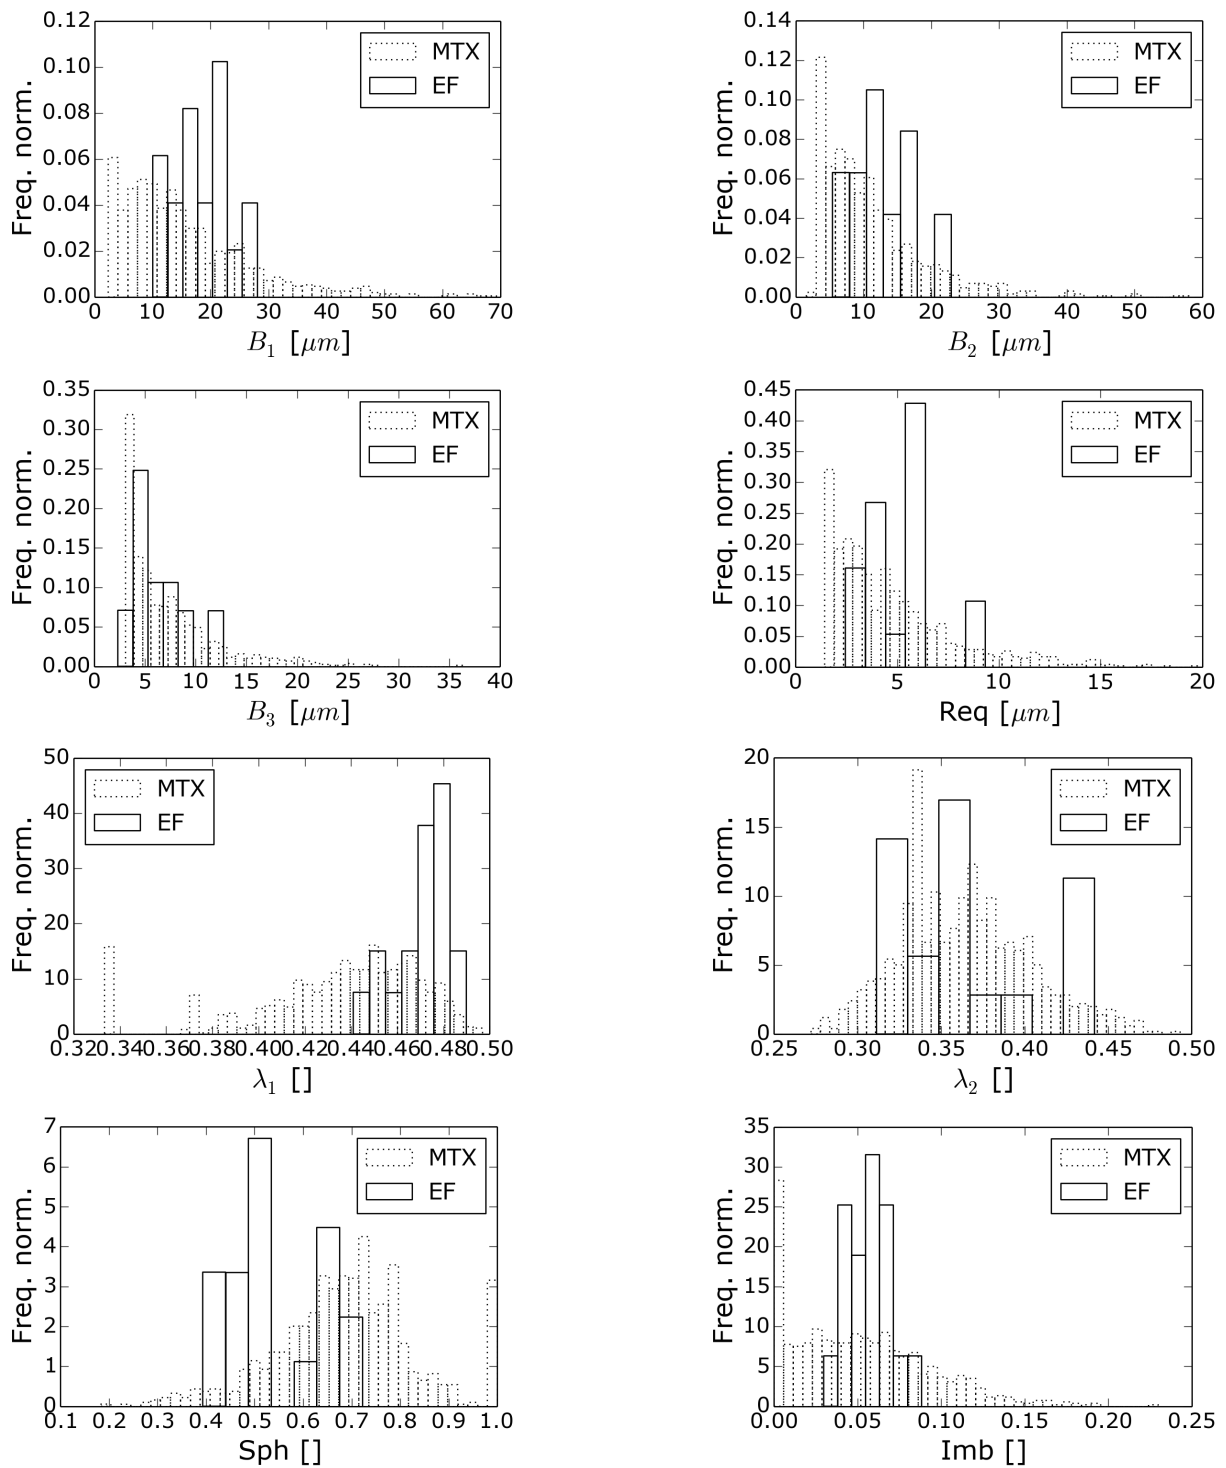 0.12
0.10
0.08
0.06
0.04
0.02
0.00
Freq. norm.
MTX
EF
0 10 20 30 40 50 60 70
B1 [μm]
0.14
0.12
0.10
0.08
0.06
0.04
0.02
0.00
Freq. norm.
MTX
EF
0 10 20 30 40 50 60
B2 [μm]
0.35
0.30
0.25
0.20
0.15
0.10
0.05
0.00
Freq. norm.
MTX
EF
0 5 10 15 20 25 30 35 40
B3 [μm]
0.45
0.40
0.35
0.30
0.25
0.20
0.15
0.10
0.05
0.00
Freq. norm.
MTX
EF
0 5 10 15 20
Req [μm]
50
40
30
20
10
0
Freq. norm.
MTX
EF
0.32 0.34 0.36 0.38 0.40 0.42 0.44 0.46 0.48 0.50
λ1 []
20
15
10
5
0
Freq. norm.
MTX
EF
0.25 0.30 0.35 0.40 0.45 0.50
λ2 []
7
6
5
4
3
2
1
0
Freq. norm.
MTX
EF
0.1 0.2 0.3 0.4 0.5 0.6 0.7 0.8 0.9 1.0
Sph []
35
30
25
20
15
10
5
0
Freq. norm.
MTX
EF
0.00 0.05 0.10 0.15 0.20 0.25
Imb []